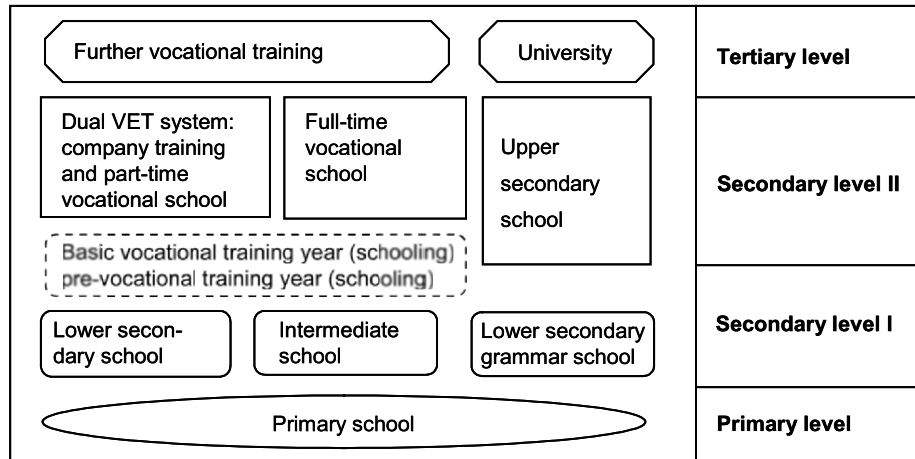 Further vocational training
University
Tertiary level
Dual VET system:
company training
and part-time
vocational school
Full-time
vocational
school
Upper
secondary
school
Secondary level II
Basic vocational training year (schooling)
pre-vocational training year (schooling)
Lower secon-
dary school
Intermediate
school
Lower secondary
grammar school
Secondary level I
Primary school
Primary level